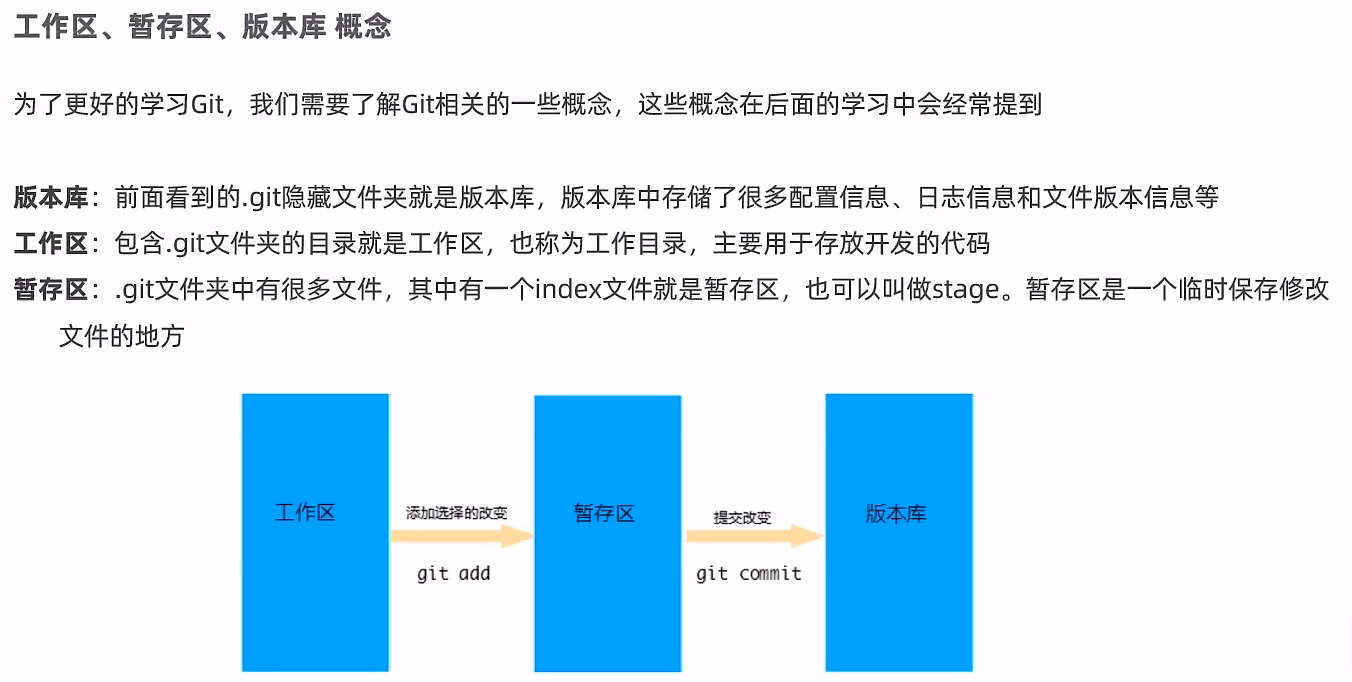 工作区、暂存区、版本库 概念
为了更好的学习Git，我们需要了解Git相关的一些概念，这些概念在后面的学习中会经常提到
版本库：前面看到的.git隐藏文件夹就是版本库，版本库中存储了很多配置信息、日志信息和文件版本信息等
工作区：包含.git文件夹的目录就是工作区，也称为工作目录，主要用于存放开发的代码
暂存区：.git文件夹中有很多文件，其中有一个index文件就是暂存区，也可以叫做stage。暂存区是一个临时保存修改
文件的地方
工作区
添加选择的改变
git add
暂存区
提交改变
git commit
版本库